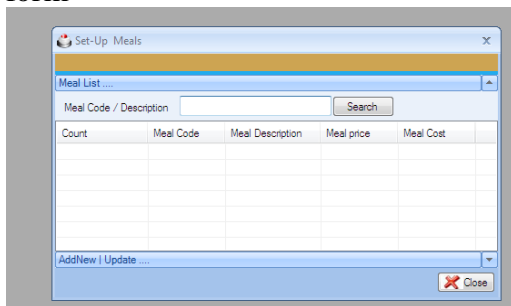 Set-Up Meals x
Meal List ....
Meal Code / Description Search
Count Meal Code Meal Description Meal price Meal Cost
AddNew | Update ....
Close